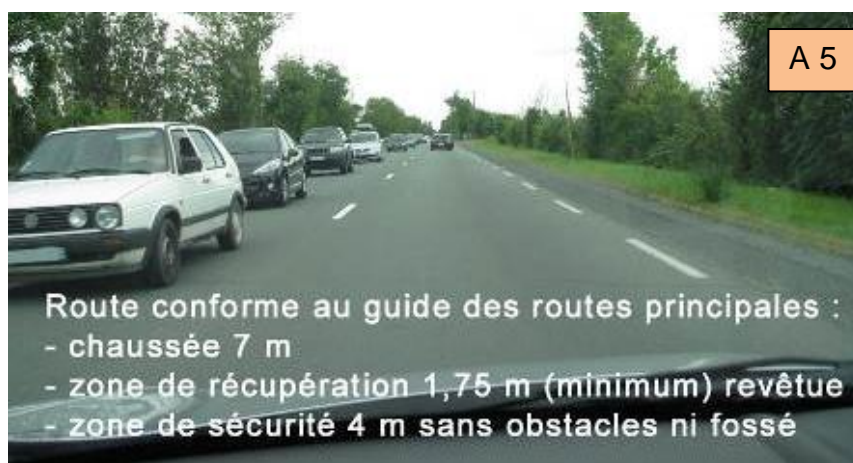 A 5
Route conforme au guide des routes principales :
- chaussée 7 m
- zone de récupération 1,75 m (minimum) revêtue
- zone de sécurité 4 m sans obstacles ni fossé